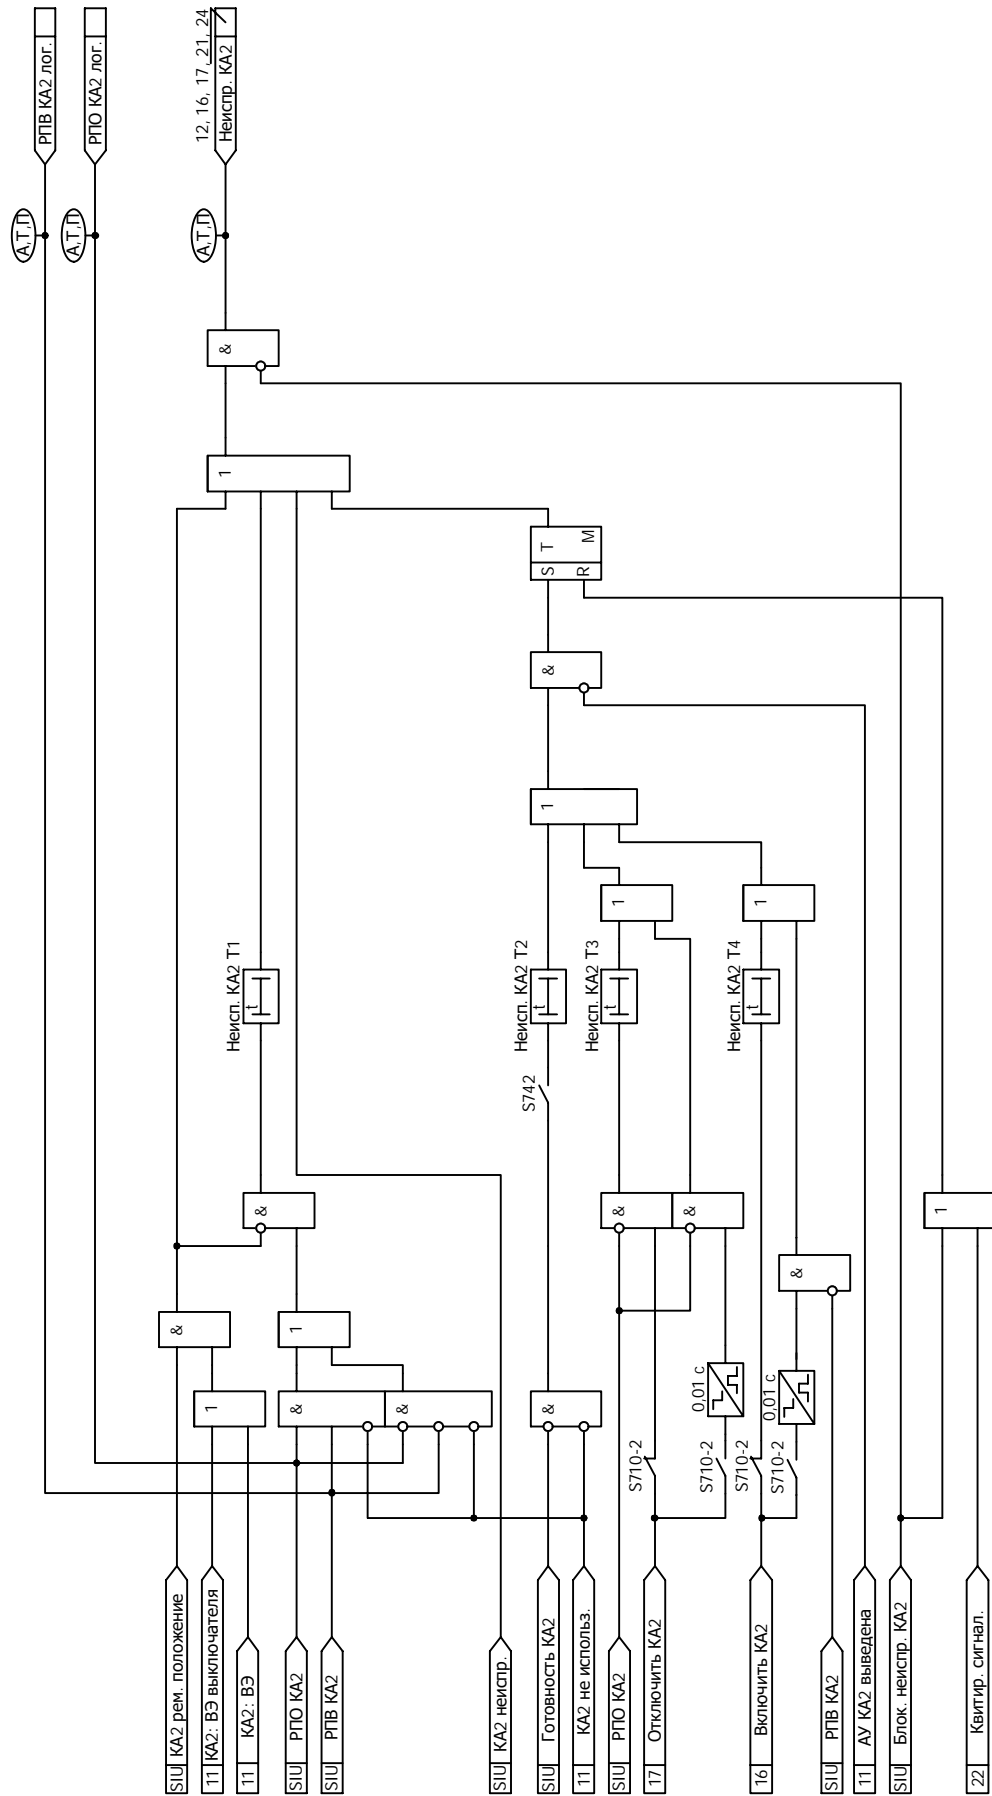 SIU КА2 рем. положение
11 КА2: ВЭ выключателя
11 КА2: ВЭ
SIU РПО КА2
SIU РПВ КА2
SIU КА2 неиспр.
SIU Готовность КА2
11 КА2 не использ.
SIU РПО КА2
17 Отключить КА2
16 Включить КА2
SIU РПВ КА2
11 АУ КА2 выведена
SIU Блок. неиспр. КА2
22 Квитир. сигнал.
S710-2
S710-2
S710-2
S710-2
0,01 с
0,01 с
&
1
&
&
&
1
&
&
&
&
&
1
S742
Неисп. КА2 Т1
t
Неисп. КА2 Т2
t
Неисп. КА2 Т3
t
Неисп. КА2 Т4
t
1
1
1
&
S T
R M
1
&
А,Т,П
А,Т,П
А,Т,П
РПВ КА2 лог.
РПО КА2 лог.
12, 16, 17, 21, 24
Неиспр. КА2